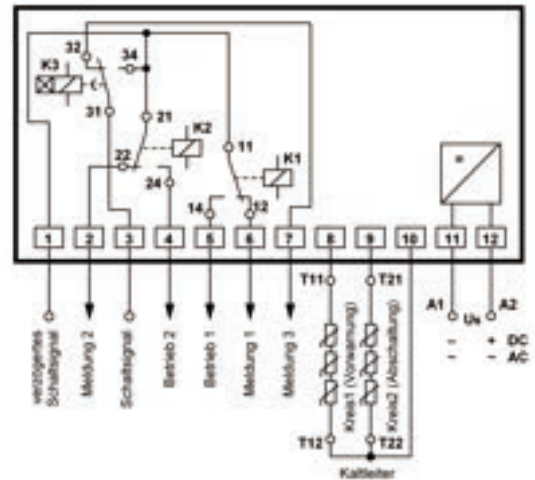 32
34
K3
31
21
K2
11
22
24
K1
14
12
1 2 3 4 5 6 7 8 9 10 11 12
verzögertes
Schaltsignal
Meldung 2
Schaltsignal
Betrieb 2
Betrieb 1
Meldung 1
Meldung 3
T11
Kreis1 (Vorwarnung)
T12
T21
Kreis2 (Abschaltung)
T22
Kaltleiter
A1 Us A2
- + DC
~ ~ AC